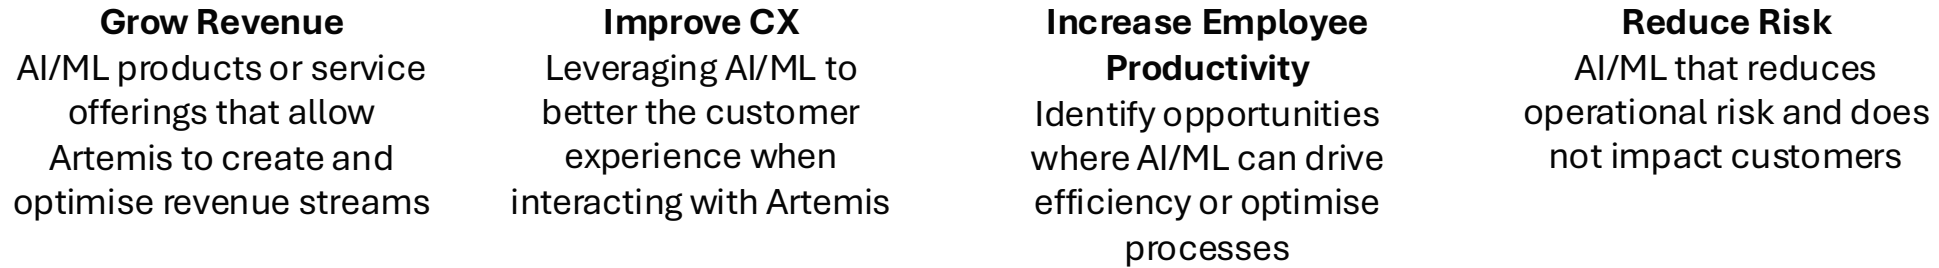 Grow Revenue
AI/ML products or service
offerings that allow
Artemis to create and
optimise revenue streams
Improve CX
Leveraging AI/ML to
better the customer
experience when
interacting with Artemis
Increase Employee
Productivity
Identify opportunities
where AI/ML can drive
efficiency or optimise
processes
Reduce Risk
AI/ML that reduces
operational risk and does
not impact customers